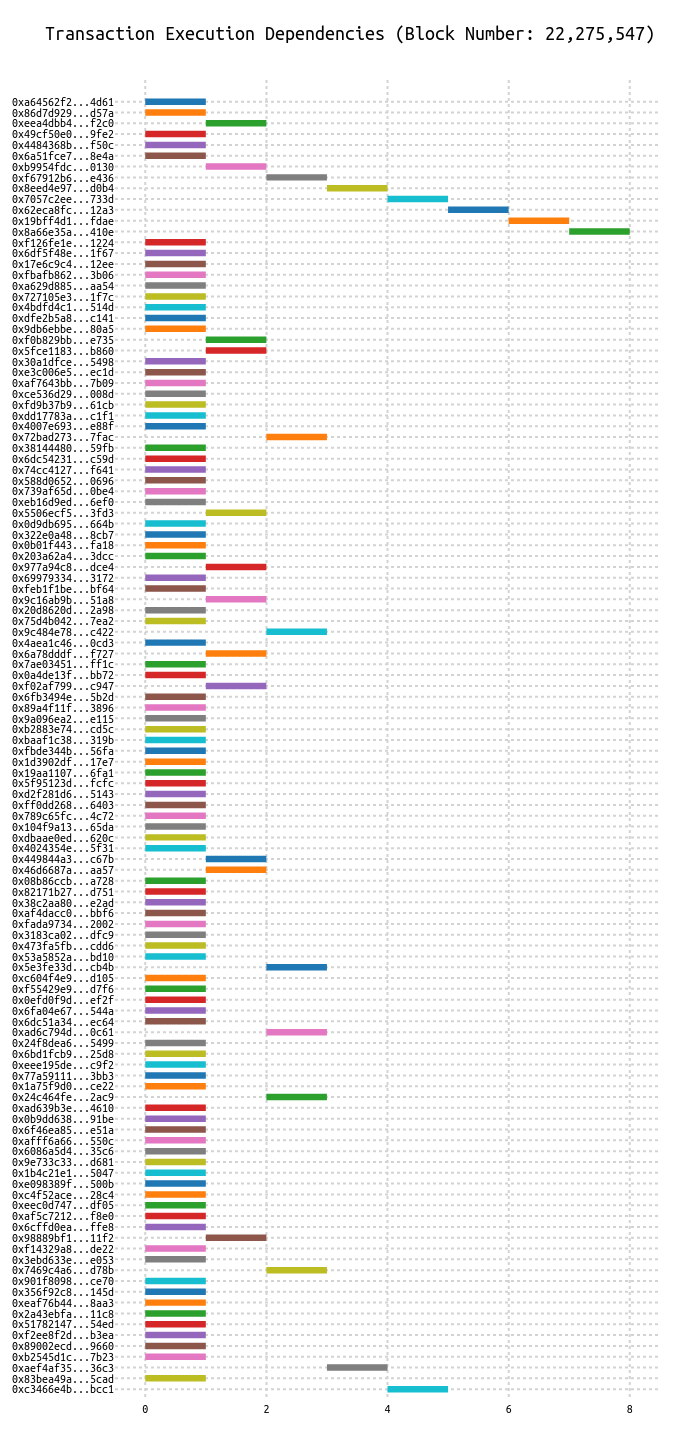 Transaction Execution Dependencies (Block Number: 22,275,547)
0xa64562f2...4d61
0x86d7d929...d57a
0xeea4dbb4...f2c0
0x49cf50e0...9fe2
0x4484368b...f50c
0x6a51fce7...8e4a
0xb9954fdc...0130
0xf67912b6...e436
0x8eed4e97...d0b4
0x7057c2ee...733d
0x62eca8fc...12a3
0x19bff4d1...fdae
0x8a66e35a...410e
0xf126fe1e...1224
0x6df5f48e...1f67
0x17e6c9c4...12ee
0xfbafb862...3b06
0xa629d885...aa54
0x727105e3...1f7c
0x4bdfd4c1...514d
0xdfe2b5a8...c141
0x9db6ebbe...80a5
0xf0b829bb...e735
0x5fce1183...b860
0x30a1dfce...5498
0xe3c006e5...ec1d
0xaf7643bb...7b09
0xce536d29...008d
0xfd9b37b9...61cb
0xdd17783a...c1f1
0x4007e693...e88f
0x72bad273...7fac
0x38144480...59fb
0x6dc54231...c59d
0x74cc4127...f641
0x588d0652...0696
0x739af65d...0be4
0xeb16d9ed...6ef0
0x5506ecf5...3fd3
0x0d9db695...664b
0x322e0a48...8cb7
0x0b01f443...fa18
0x203a62a4...3dcc
0x977a94c8...dce4
0x69979334...3172
0xfeb1f1be...bf64
0x9c16ab9b...51a8
0x20d8620d...2a98
0x75d4b042...7ea2
0x9c484e78...c422
0x4aea1c46...0cd3
0x6a78dddf...f727
0x7ae03451...ff1c
0x0a4de13f...bb72
0xf02af799...c947
0x6fb3494e...5b2d
0x89a4f11f...3896
0x9a096ea2...e115
0xb2883e74...cd5c
0xbaaf1c38...319b
0xfbde344b...56fa
0x1d3902df...17e7
0x19aa1107...6fa1
0x5f95123d...fcfc
0xd2f281d6...5143
0xff0dd268...6403
0x789c65fc...4c72
0x104f9a13...65da
0xdbaae0ed...620c
0x4024354e...5f31
0x449844a3...c67b
0x46d6687a...aa57
0x08b86ccb...a728
0x82171b27...d751
0x38c2aa80...e2ad
0xaf4dacc0...bbf6
0xfada9734...2002
0x3183ca02...dfc9
0x473fa5fb...cdd6
0x53a5852a...bd10
0x5e3fe33d...cb4b
0xc604f4e9...d105
0xf55429e9...d7f6
0x0efd0f9d...ef2f
0x6fa04e67...544a
0x6dc51a34...ec64
0xad6c794d...0c61
0x24f8dea6...5499
0x6bd1fcb9...25d8
0xeee195de...c9f2
0x77a59111...3bb3
0x1a75f9d0...ce22
0x24c464fe...2ac9
0xad639b3e...4610
0x0b9dd638...91be
0x6f46ea85...e51a
0xafff6a66...550c
0x6086a5d4...35c6
0x9e733c33...d681
0x1b4c21e1...5047
0xe098389f...500b
0xc4f52ace...28c4
0xeec0d747...df05
0xaf5c7212...f8e0
0x6cffd0ea...ffe8
0x98889bf1...11f2
0xf14329a8...de22
0x3ebd633e...e053
0x7469c4a6...d78b
0x901f8098...ce70
0x356f92c8...145d
0xeaf76b44...8aa3
0x2a43ebfa...11c8
0x51782147...54ed
0xf2ee8f2d...b3ea
0x89002ecd...9660
0xb2545d1c...7b23
0xaef4af35...36c3
0x83bea49a...5cad
0xc3466e4b...bcc1
0 2 4 6 8